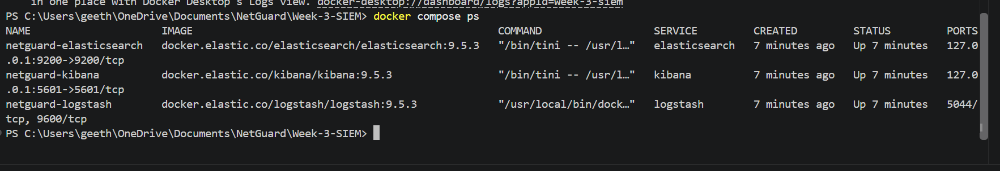 in one place with Docker Desktop's Logs view. docker-desktop://dashboard/logs?appId=week-3-siem
PS C:\Users\geeth\OneDrive\Documents\NetGuard\Week-3-SIEM> docker compose ps
NAME IMAGE COMMAND SERVICE CREATED STATUS PORTS
netguard-elasticsearch docker.elastic.co/elasticsearch/elasticsearch:9.5.3 "/bin/tini -- /usr/l…" elasticsearch 7 minutes ago Up 7 minutes 127.0
.0.1:9200->9200/tcp
netguard-kibana docker.elastic.co/kibana/kibana:9.5.3 "/bin/tini -- /usr/l…" kibana 7 minutes ago Up 7 minutes 127.0
.0.1:5601->5601/tcp
netguard-logstash docker.elastic.co/logstash/logstash:9.5.3 "/usr/local/bin/dock…" logstash 7 minutes ago Up 7 minutes 5044/
tcp, 9600/tcp
PS C:\Users\geeth\OneDrive\Documents\NetGuard\Week-3-SIEM>